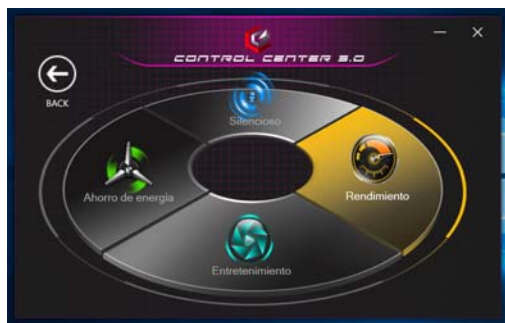 CONTROL CENTER 3.0
BACK
Silencioso
Ahorro de energía
Rendimiento
Entretenimiento